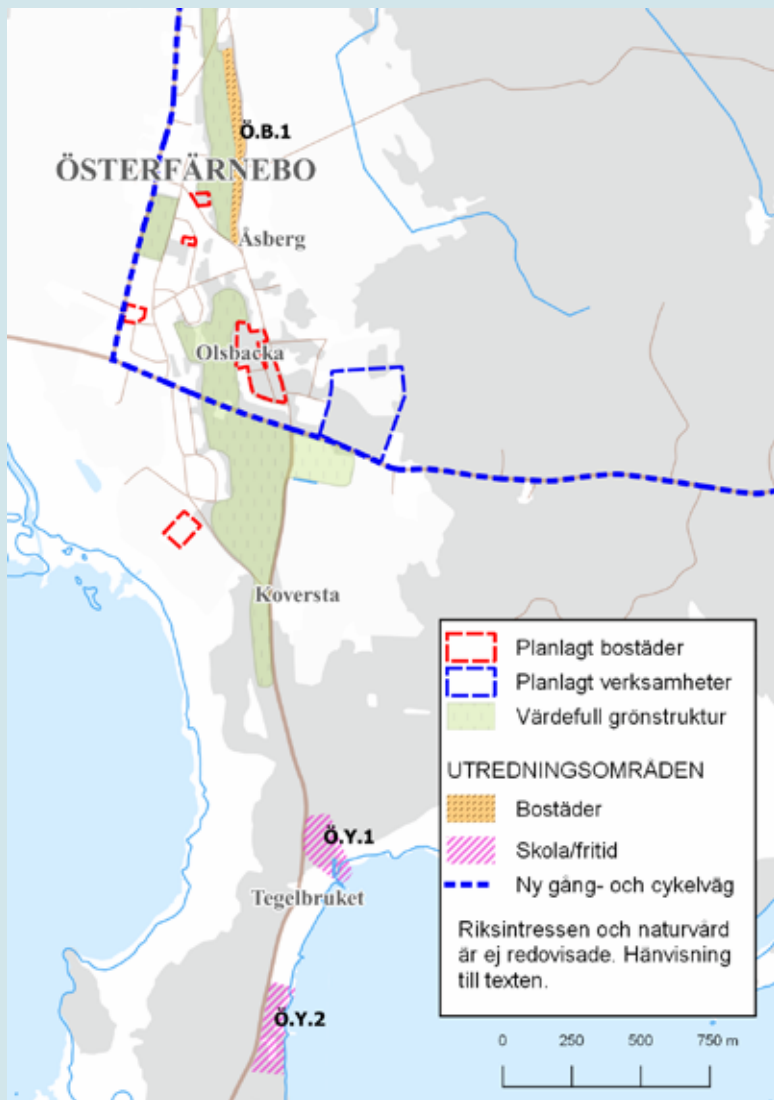 Ö.B.1
ÖSTERFÄRNEBO
Åsberg
Olsbacka
Koversta
Ö.Y.1
Tegelbruket
Ö.Y.2
Planlagt bostäder
Planlagt verksamheter
Värdefull grönstruktur
UTREDNINGSOMRÅDEN
Bostäder
Skola/fritid
Ny gång- och cykelväg
Riksintressen och naturvård
är ej redovisade. Hänvisning
till texten.
0 250 500 750 m